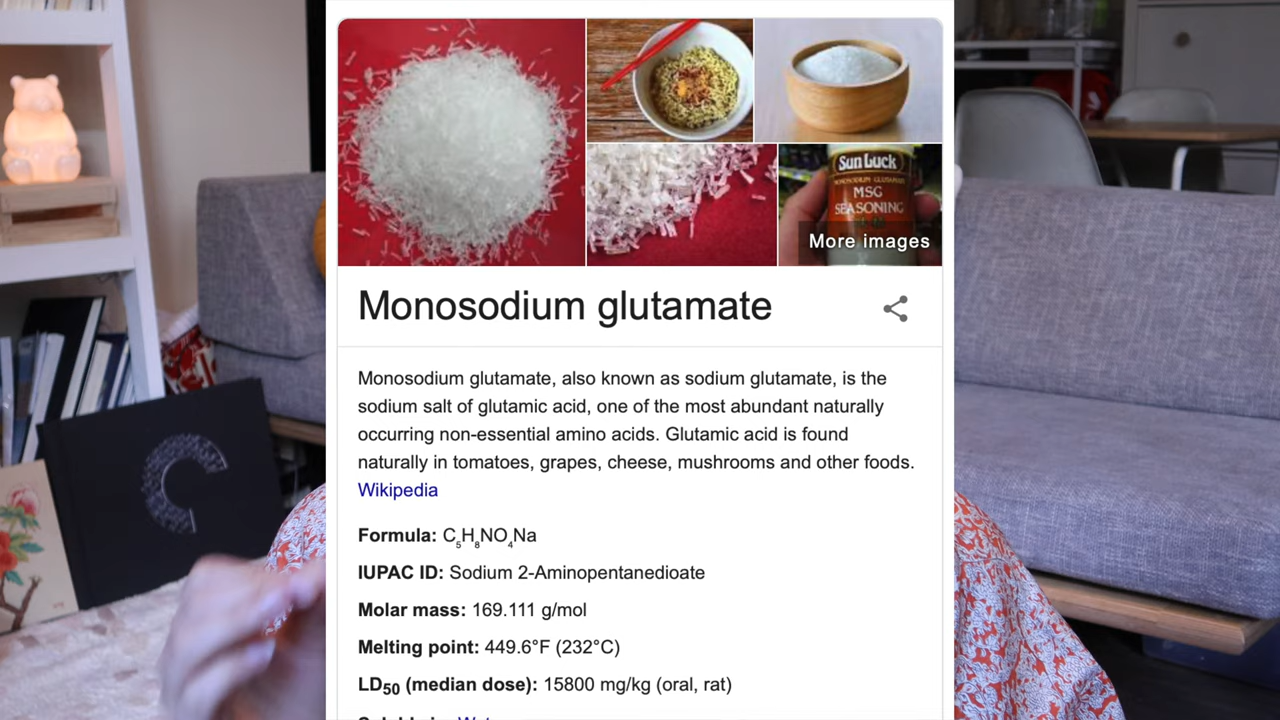 Sun Luck
MONOSODIUM GLUTAMATE
MSG
SEASONING
More images
Monosodium glutamate
Monosodium glutamate, also known as sodium glutamate, is the
sodium salt of glutamic acid, one of the most abundant naturally
occurring non-essential amino acids. Glutamic acid is found
naturally in tomatoes, grapes, cheese, mushrooms and other foods.
Wikipedia
Formula: C₅H₈NO₄Na
IUPAC ID: Sodium 2-Aminopentanedioate
Molar mass: 169.111 g/mol
Melting point: 449.6°F (232°C)
LD₅₀ (median dose): 15800 mg/kg (oral, rat)